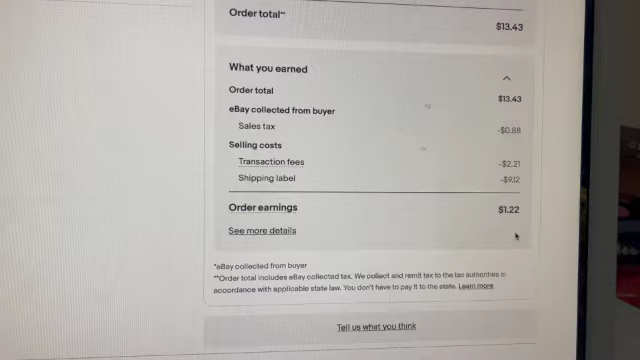 Order total**
$13.43
What you earned
Order total
$13.43
eBay collected from buyer
Sales tax
-$0.88
Selling costs
Transaction fees
-$2.21
Shipping label
-$9.12
Order earnings
$1.22
See more details
*eBay collected from buyer
**Order total includes eBay collected tax. We collect and remit tax to the tax authorities in
accordance with applicable state law. You don't have to pay it to the state. Learn more
Tell us what you think